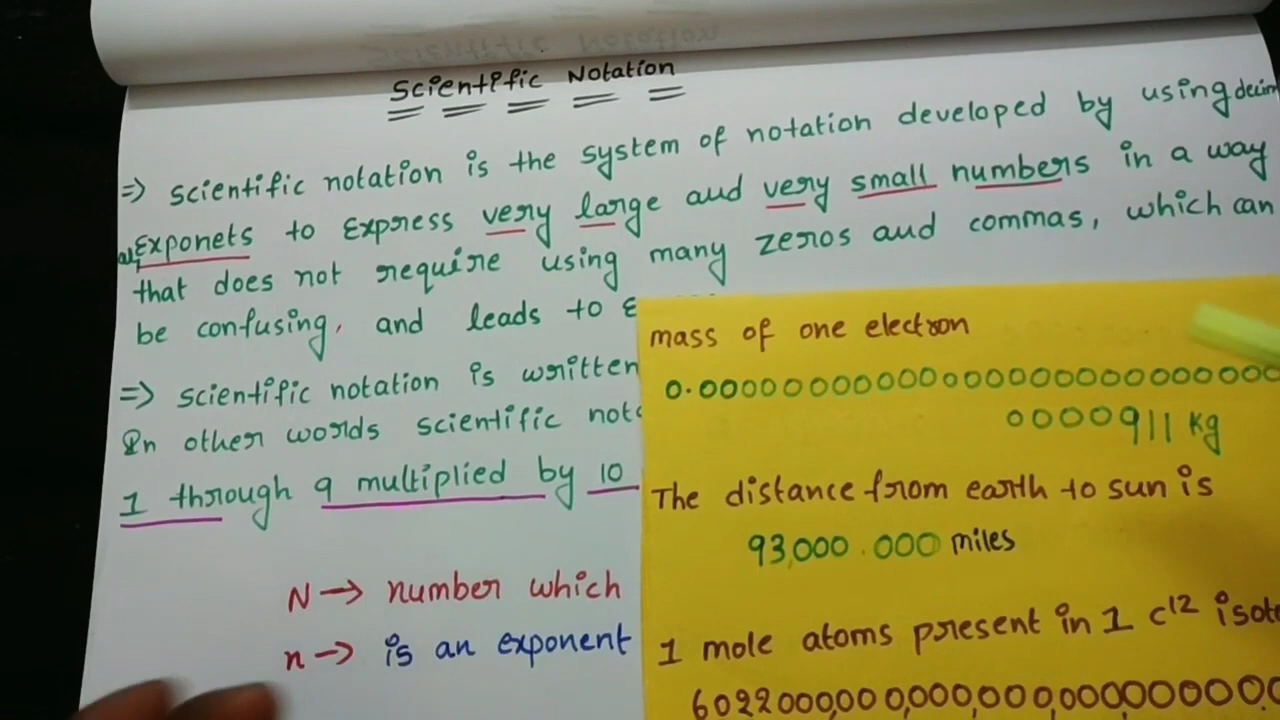 Scientific Notation
=> scientific notation is the system of notation developed by using decim
al exponets to Express very large and very small numbers in a way
that does not require using many zeros and commas, which can
be confusing, and leads to
=> scientific notation is written
In other words scientific
1 through 9 multiplied by 10
N → number which
n → is an exponent
mass of one electron
0000911 kg
The distance from earth to sun is
93,000.000 miles
1 mole atoms present in 1 c12